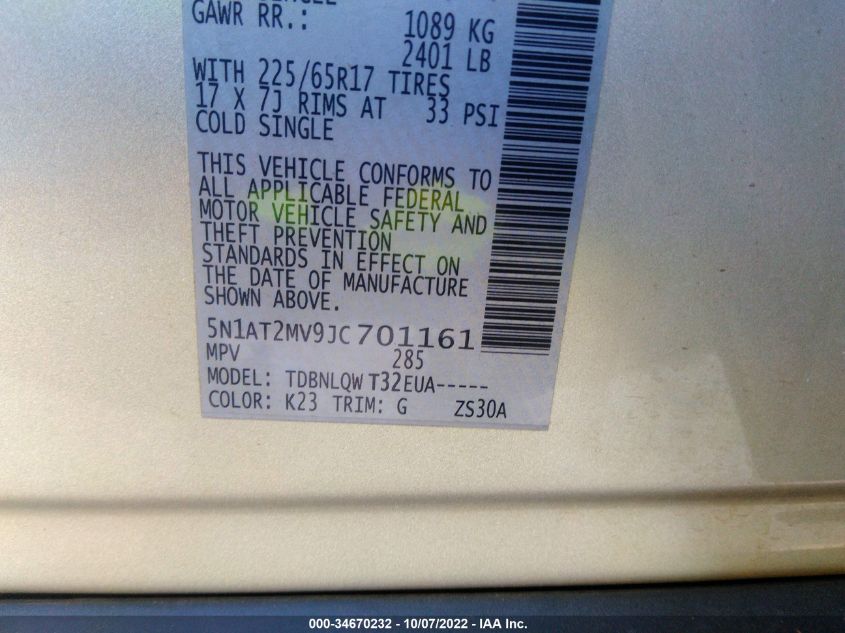 GAWR RR.: 1089 KG
2401 LB
WITH 225/65R17 TIRES
17 X 7J RIMS AT 33 PSI
COLD SINGLE
THIS VEHICLE CONFORMS TO
ALL APPLICABLE FEDERAL
MOTOR VEHICLE SAFETY AND
THEFT PREVENTION
STANDARDS IN EFFECT ON
THE DATE OF MANUFACTURE
SHOWN ABOVE.
5N1AT2MV9JC701161
MPV 285
MODEL: TDBNLQW T32EUA-----
COLOR: K23 TRIM: G ZS30A
000-34670232 - 10/07/2022 - IAA Inc.